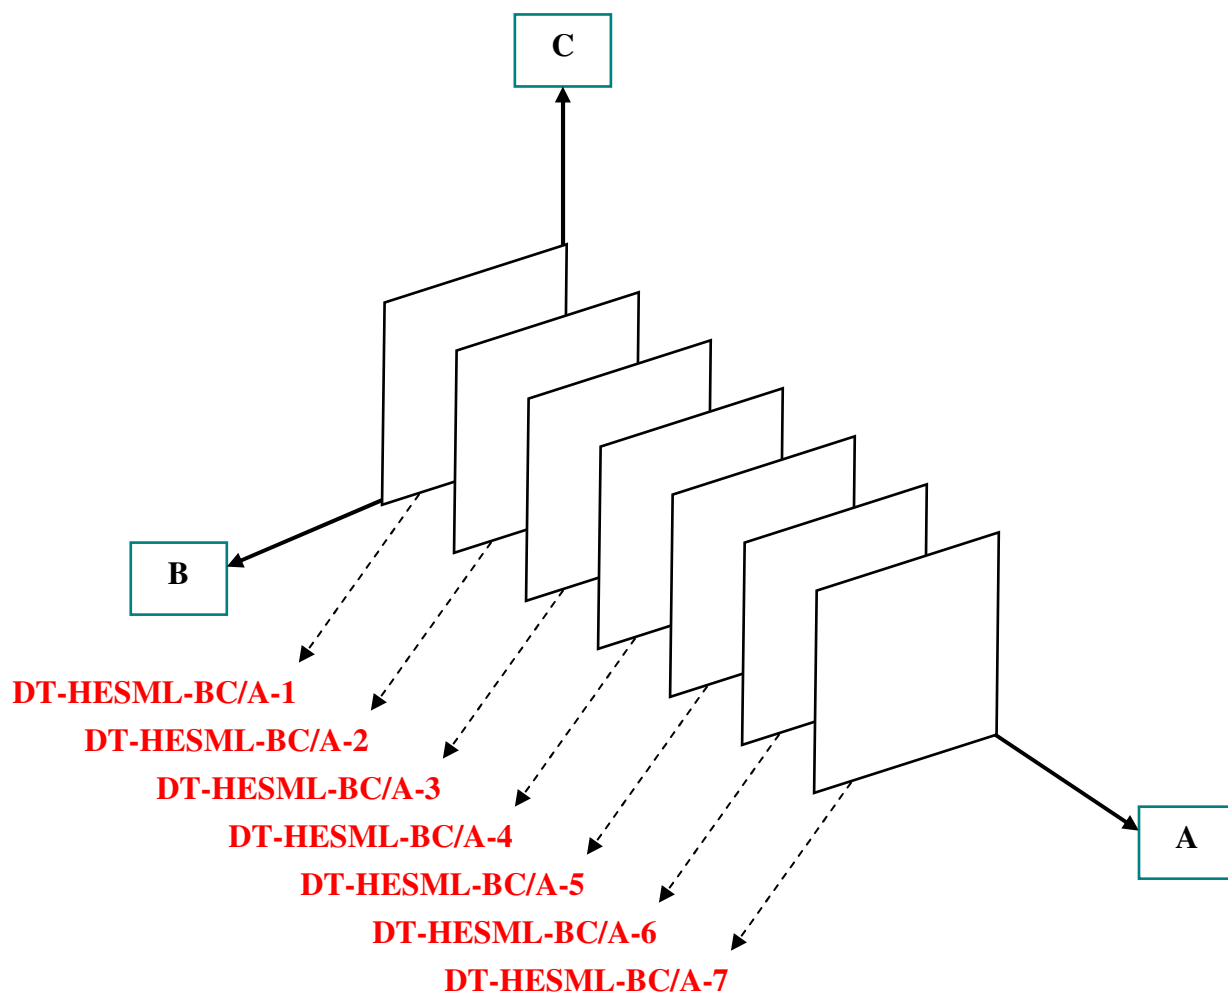 C
B
DT-HESML-BC/A-1
DT-HESML-BC/A-2
DT-HESML-BC/A-3
DT-HESML-BC/A-4
A
DT-HESML-BC/A-5
DT-HESML-BC/A-6
DT-HESML-BC/A-7